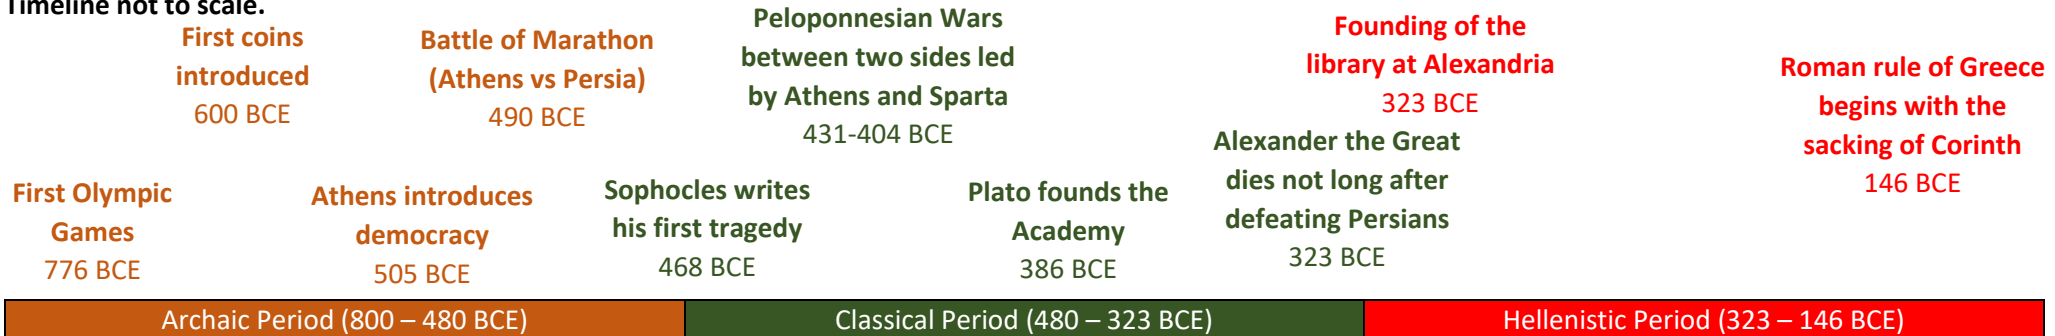 Timeline not to scale.
First coins
introduced
600 BCE
Battle of Marathon
(Athens vs Persia)
490 BCE
Peloponnesian Wars
between two sides led
by Athens and Sparta
431-404 BCE
Founding of the
library at Alexandria
323 BCE
Roman rule of Greece
begins with the
sacking of Corinth
146 BCE
First Olympic
Games
776 BCE
Athens introduces
democracy
505 BCE
Sophocles writes
his first tragedy
468 BCE
Plato founds the
Academy
386 BCE
Alexander the Great
dies not long after
defeating Persians
323 BCE
Archaic Period (800 – 480 BCE)
Classical Period (480 – 323 BCE)
Hellenistic Period (323 – 146 BCE)